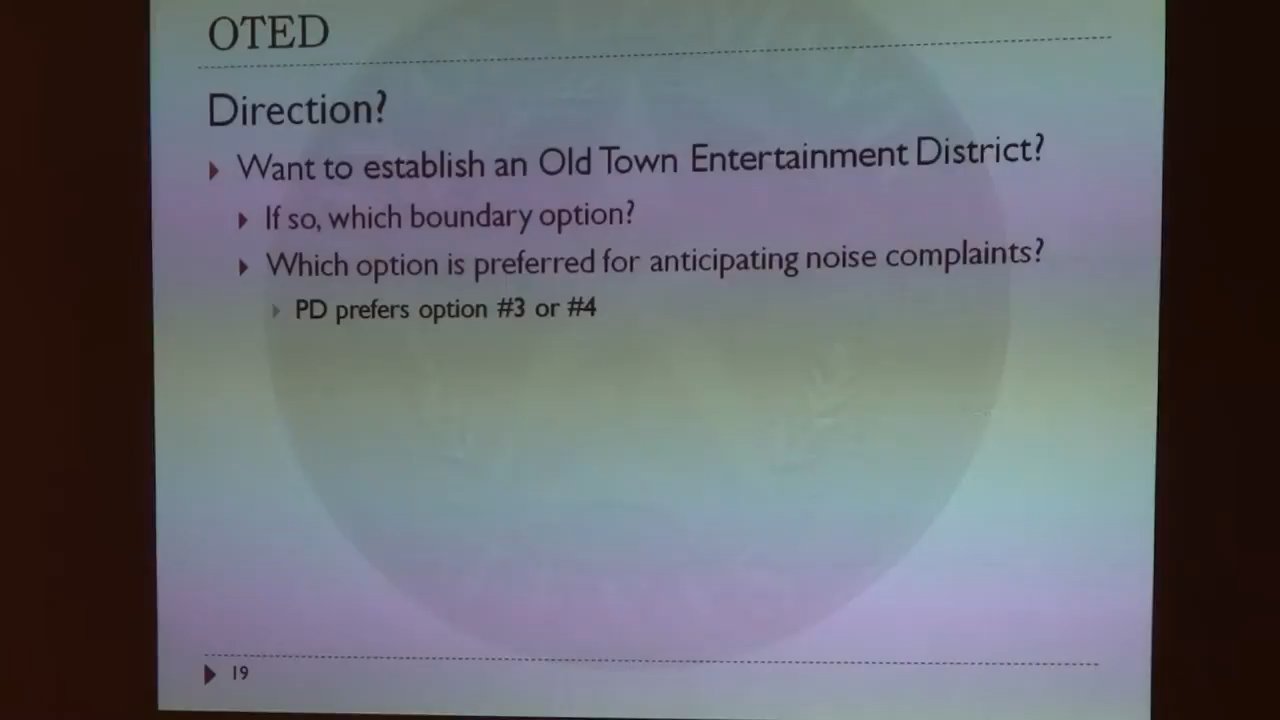 OTED
Direction?
Want to establish an Old Town Entertainment District?
If so, which boundary option?
Which option is preferred for anticipating noise complaints?
PD prefers option #3 or #4
19